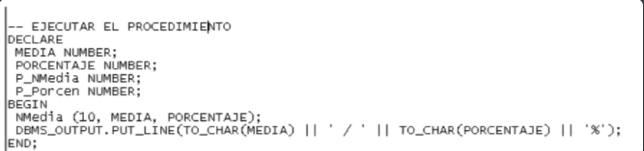 -- EJECUTAR EL PROCEDIMIENTO
DECLARE
MEDIA NUMBER;
PORCENTAJE NUMBER;
P_NMedia NUMBER;
P_Porcen NUMBER;
BEGIN
NMedia (10, MEDIA, PORCENTAJE);
DBMS_OUTPUT.PUT_LINE(TO_CHAR(MEDIA) || ' / ' || TO_CHAR(PORCENTAJE) || '%');
END;